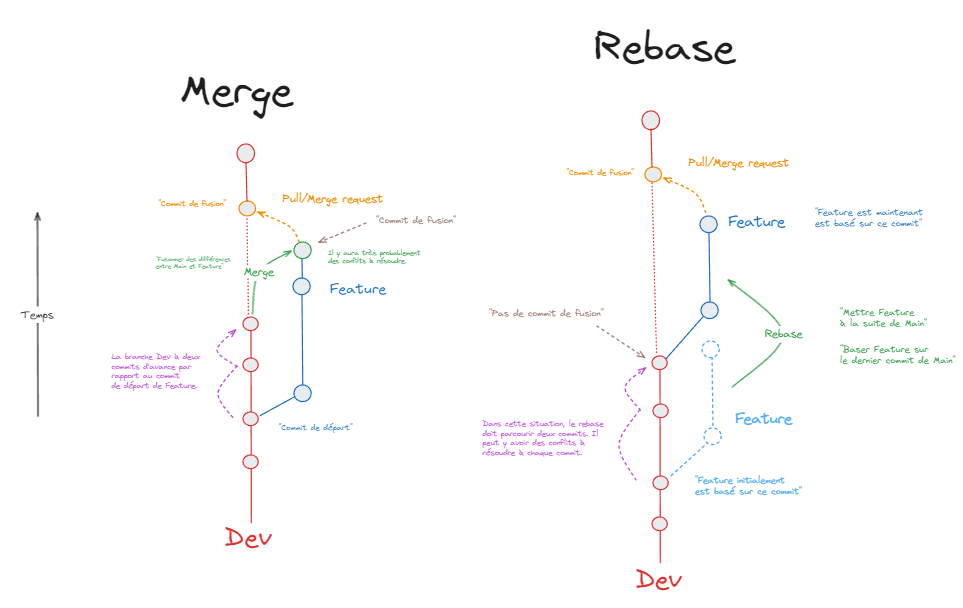 Merge
Rebase
Temps
"Commit de fusion"
Pull/Merge request
"Commit de fusion"
"Fusionner des différences
entre Main et Feature"
Merge
Il y aura très probablement
des conflits à résoudre.
Feature
La branche Dev à deux
commits d'avance par
rapport au commit
de départ de Feature.
"Commit de départ"
Dev
"Commit de fusion"
Pull/Merge request
Feature
"Feature est maintenant
est basé sur ce commit"
"Pas de commit de fusion"
Rebase
"Mettre Feature
à la suite de Main"
"Baser Feature sur
le dernier commit de Main"
Dans cette situation, le rebase
doit parcourir deux commits. Il
peut y avoir des conflits à
résoudre à chaque commit.
Feature
"Feature initialement
est basé sur ce commit"
Dev